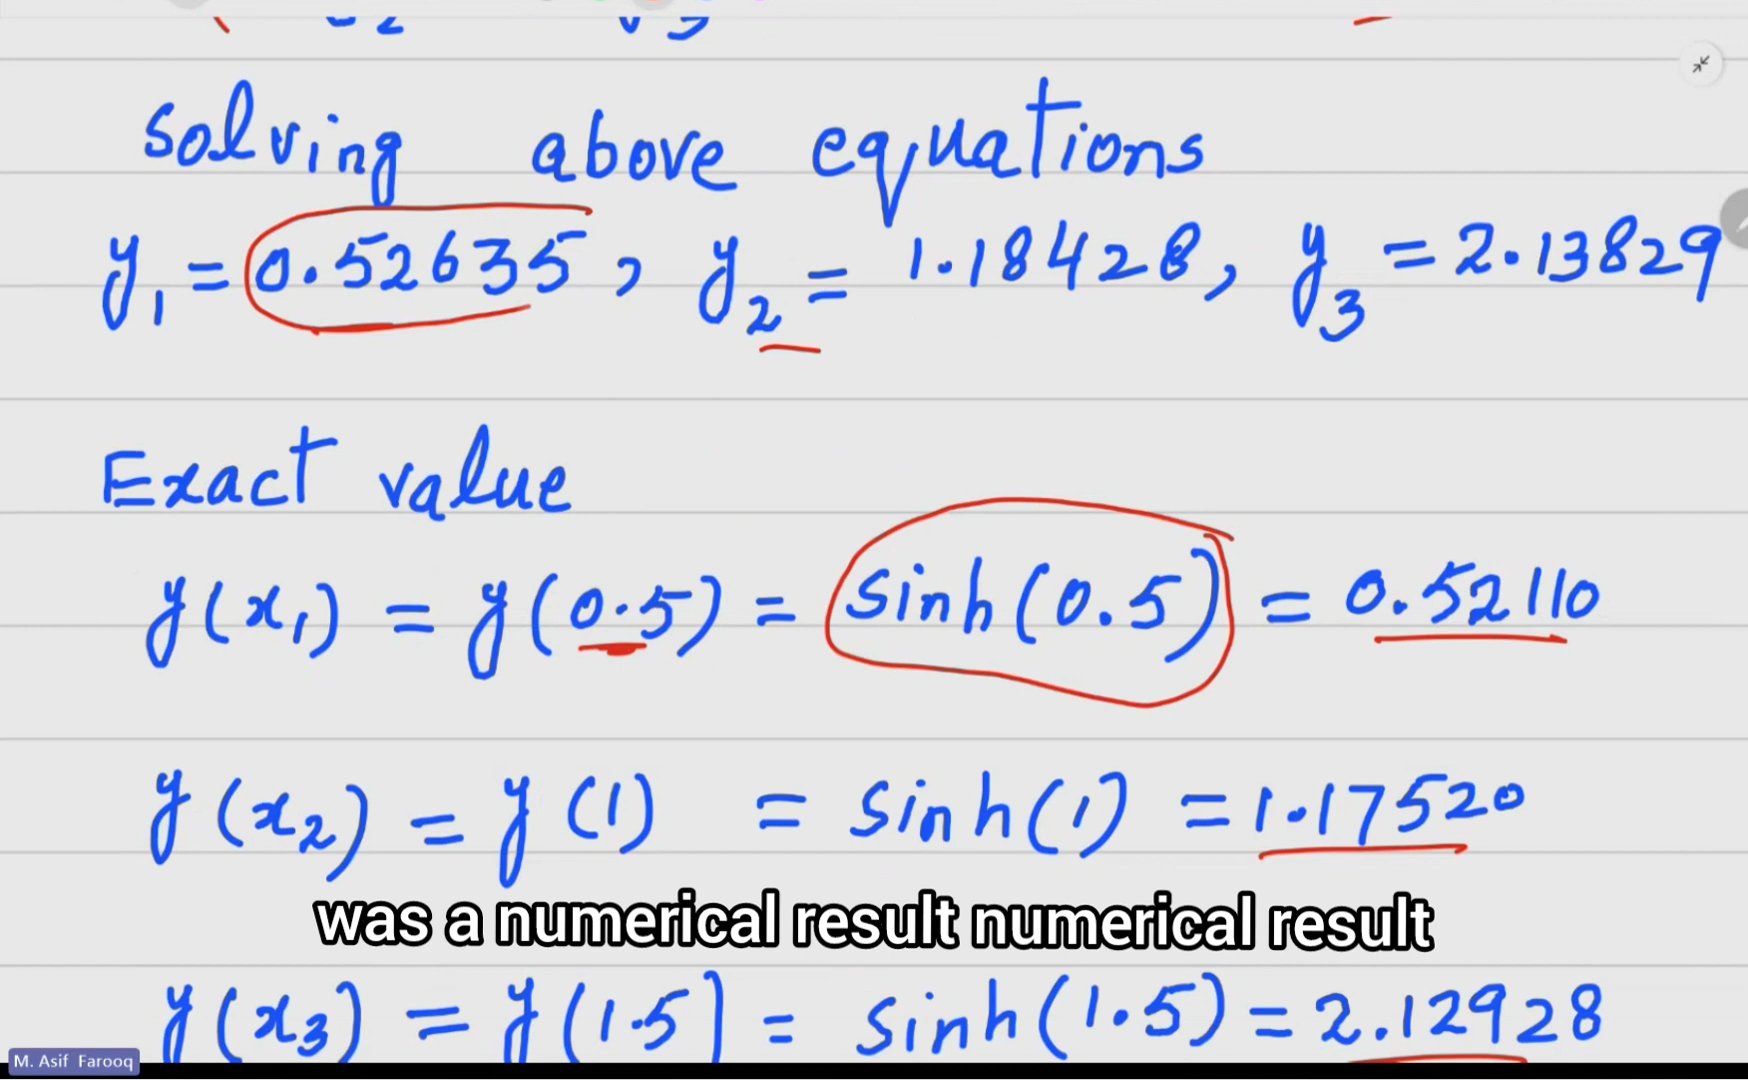 solving above equations
y₁ = 0.52635, y₂ = 1.18428, y₃ = 2.13829
Exact value
y(x₁) = y(0.5) = sinh(0.5) = 0.52110
y(x₂) = y(1) = sinh(1) = 1.17520
was a numerical result numerical result
y(x₃) = y(1.5) = sinh(1.5) = 2.12928
M. Asif Farooq